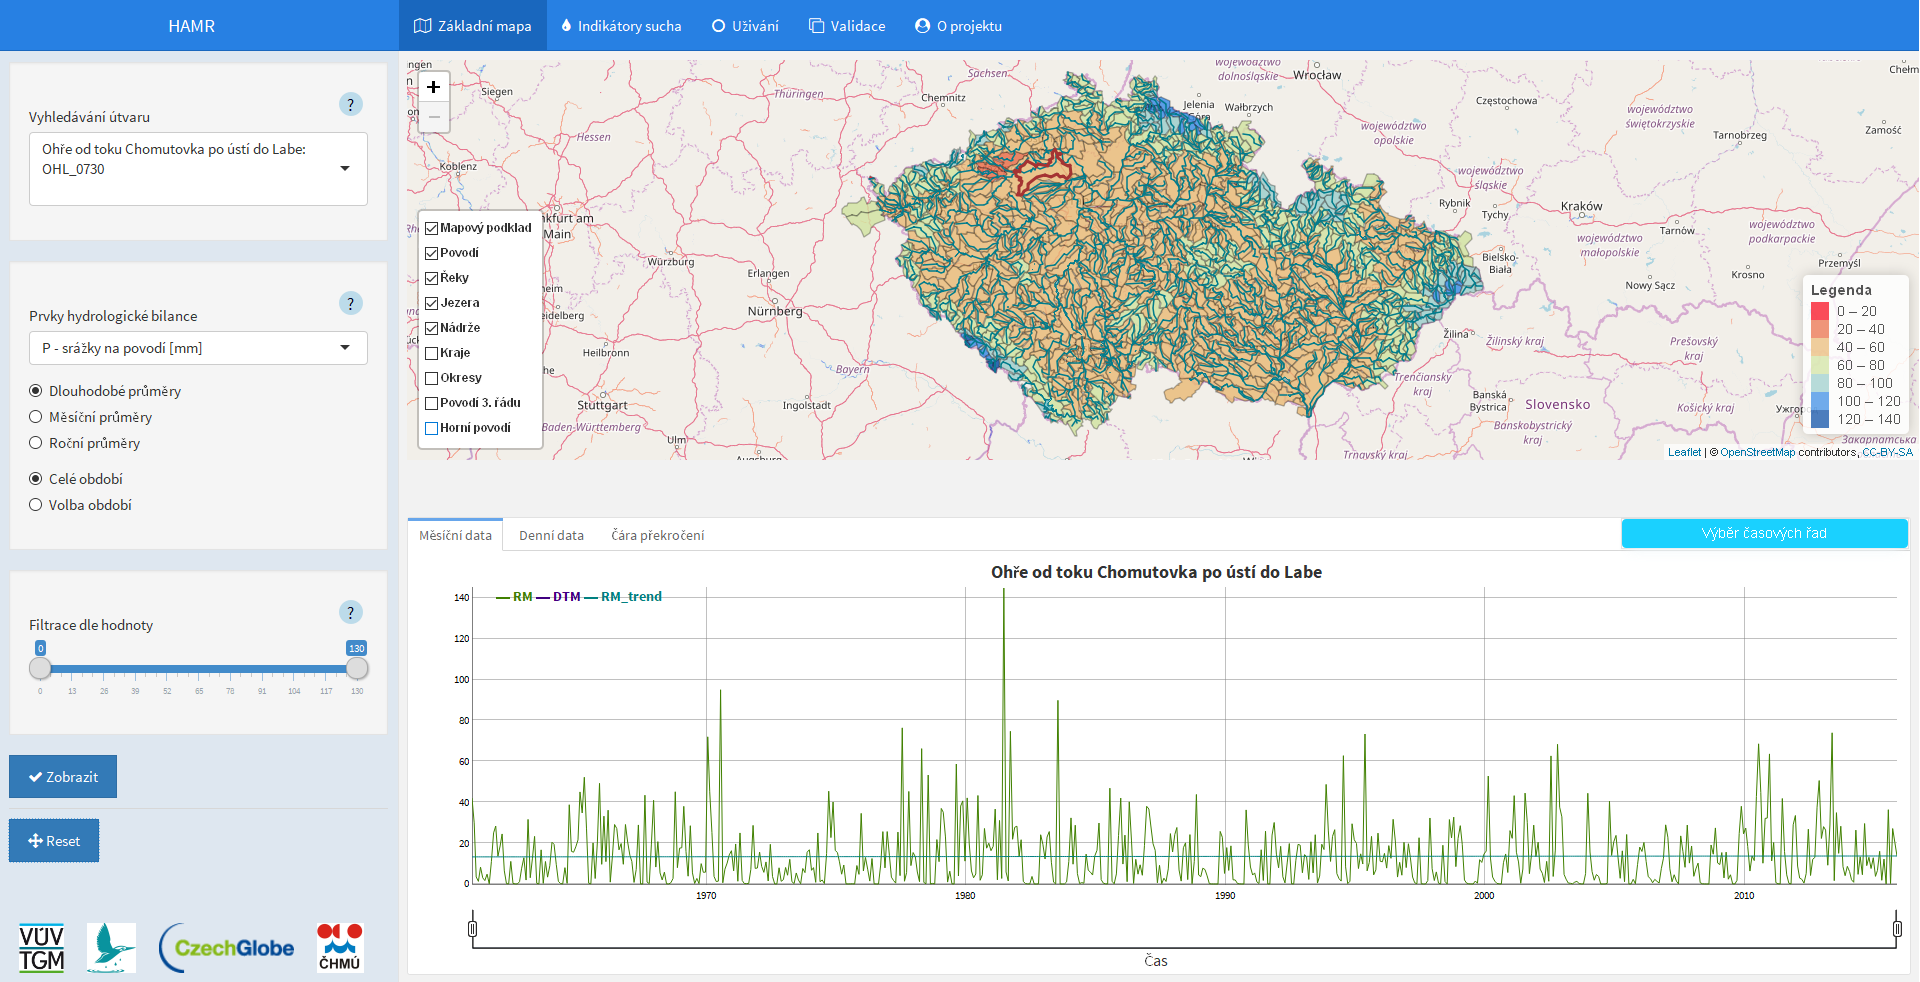 HAMR
Základní mapa
Indikátory sucha
Užívání
Validace
O projektu
?
Vyhledávání útvaru
Ohře od toku Chomutovka po ústí do Labe:
OHL_0730
?
Prvky hydrologické bilance
P - srážky na povodí [mm]
Dlouhodobé průměry
Měsíční průměry
Roční průměry
Celé období
Volba období
?
Filtrace dle hodnoty
0
130
0 13 26 39 52 65 78 91 104 117 130
Zobrazit
Reset
VÚV
TGM
CzechGlobe
ČHMÚ
+
−
Mapový podklad
Povodí
Řeky
Jezera
Nádrže
Kraje
Okresy
Povodí 3. řádu
Horní povodí
Siegen
Hessen
Koblenz
Thüringen
Sachsen
Chemnitz
nkfurt am
Main
Würzburg
Erlangen
Nürnberg
eidelberg
Heilbronn
Bayern
Stuttgart
Baden-Württemberg
Ingolstadt
Ulm
Augsburg
województwo
dolnośląskie
Wrocław
Jelenia
Góra
Wałbrzych
Częstochowa
województwo
opolskie
województwo
świętokrzyskie
Tarnobrzeg
Zamość
Chełm
województwo
śląskie
Rybnik
Tychy
Kraków
Tarnów
województwo
małopolskie
województwo
podkarpackie
Bielsko-
Biała
Nowy Sącz
Krosno
Przemyśl
Žilina
Žilinský kraj
Prešovský
kraj
Trenčiansky
kraj
Banská
Bystrica
Slovensko
Banskobystrický
kraj
Košický kraj
Trnavský kraj
Закарпатська
Legenda
0 – 20
20 – 40
40 – 60
60 – 80
80 – 100
100 – 120
120 – 140
Leaflet | © OpenStreetMap contributors, CC-BY-SA
Měsíční data
Denní data
Čára překročení
Výběr časových řad
Ohře od toku Chomutovka po ústí do Labe
RM DTM RM_trend
140
120
100
80
60
40
20
0
1970 1980 1990 2000 2010
Čas